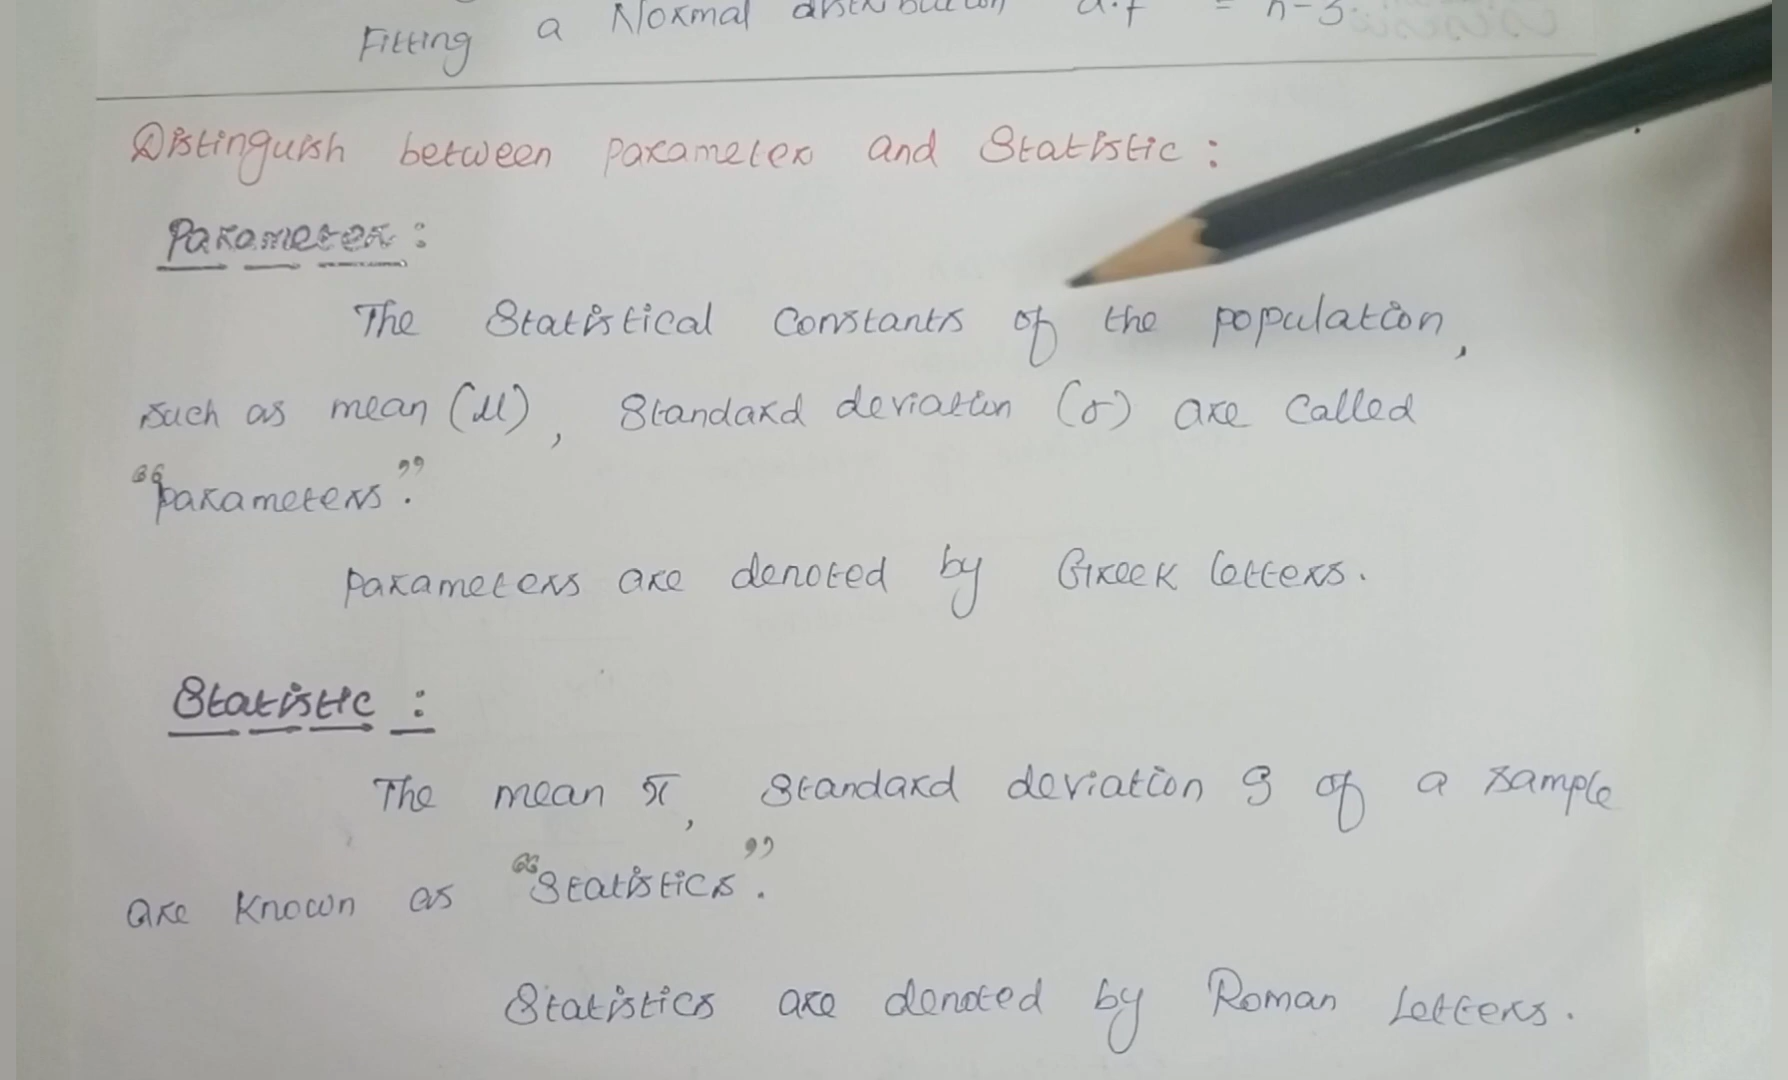 Fitting a Normal distribution d.f = n-3
Distinguish between parameter and Statistic :
Parameter :
The Statistical Constants of the population,
such as mean (μ), Standard deviation (σ) are called
"parameters".
parameters are denoted by Greek letters.
Statistic :
The mean x̄, Standard deviation S of a sample
are known as "Statistics".
Statistics are denoted by Roman Letters.